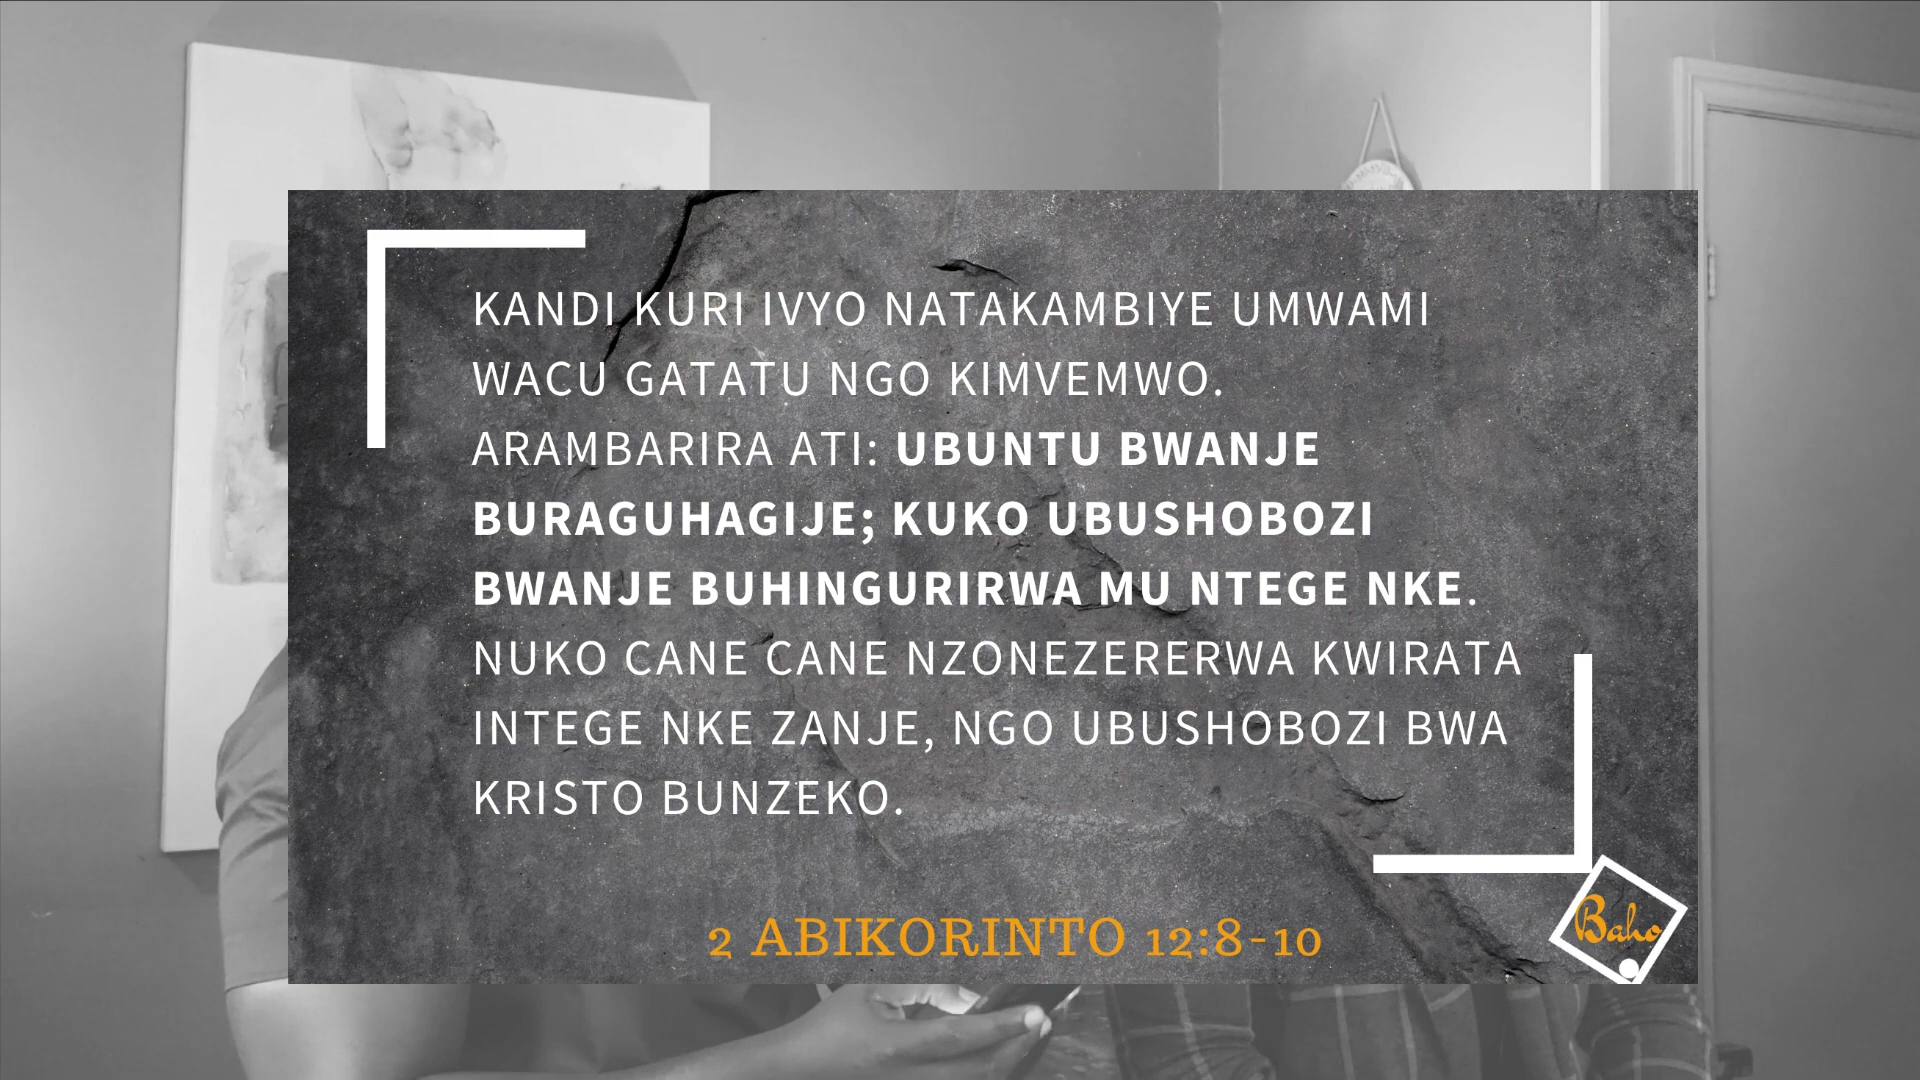 KANDI KURI IVYO NATAKAMBIYE UMWAMI
WACU GATATU NGO KIMVEMWO.
ARAMBARIRA ATI: UBUNTU BWANJE
BURAGUHAGIJE; KUKO UBUSHOBOZI
BWANJE BUHINGURIRWA MU NTEGE NKE.
NUKO CANE CANE NZONEZERERWA KWIRATA
INTEGE NKE ZANJE, NGO UBUSHOBOZI BWA
KRISTO BUNZEKO.
2 ABIKORINTO 12:8-10
Baho